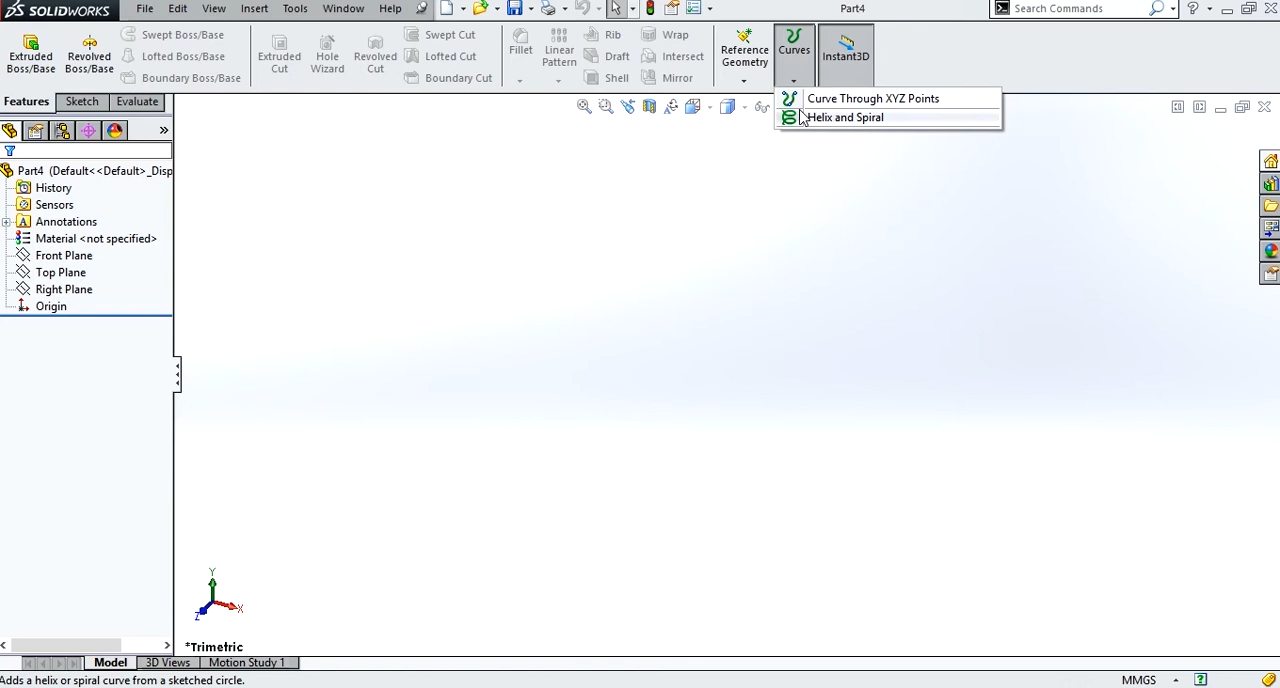 SOLIDWORKS File Edit View Insert Tools Window Help Part4 Search Commands
Extruded Boss/Base
Revolved Boss/Base
Swept Boss/Base
Lofted Boss/Base
Boundary Boss/Base
Extruded Cut
Hole Wizard
Revolved Cut
Swept Cut
Lofted Cut
Boundary Cut
Fillet
Linear Pattern
Rib
Draft
Shell
Wrap
Intersect
Mirror
Reference Geometry
Curves
Instant3D
Curve Through XYZ Points
Helix and Spiral
Features Sketch Evaluate
Part4 (Default<<Default>_Disp
History
Sensors
Annotations
Material <not specified>
Front Plane
Top Plane
Right Plane
Origin
Y
X
Z
*Trimetric
Model 3D Views Motion Study 1
Adds a helix or spiral curve from a sketched circle. MMGS